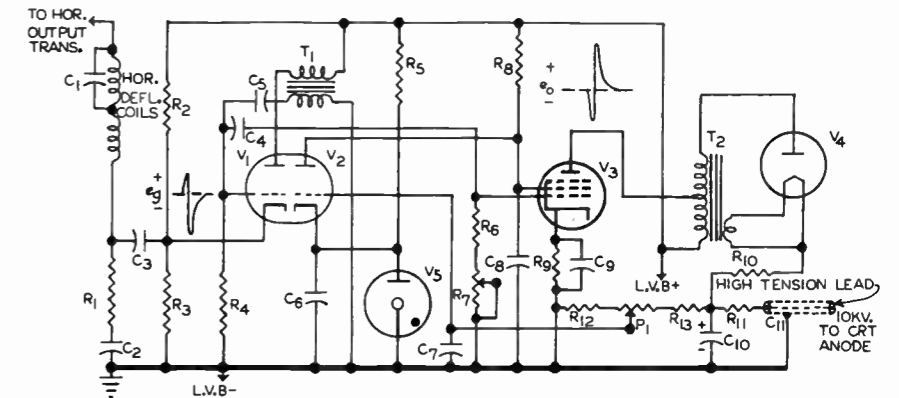 TO HOR.
OUTPUT
TRANS.
C1
HOR.
DEFL.
COILS
R2
C5
T1
R5
R8
+
eo
-
C4
V1
V2
V3
T2
V4
+
eg
-
C3
R6
R1
R3
R4
C6
V5
R7
C8
R9
C9
L.V.B+
R10
HIGH TENSION LEAD
R12
P1
R13
R11
C11
10KV.
TO CRT
ANODE
C2
C7
+
C10
-
L.V.B-